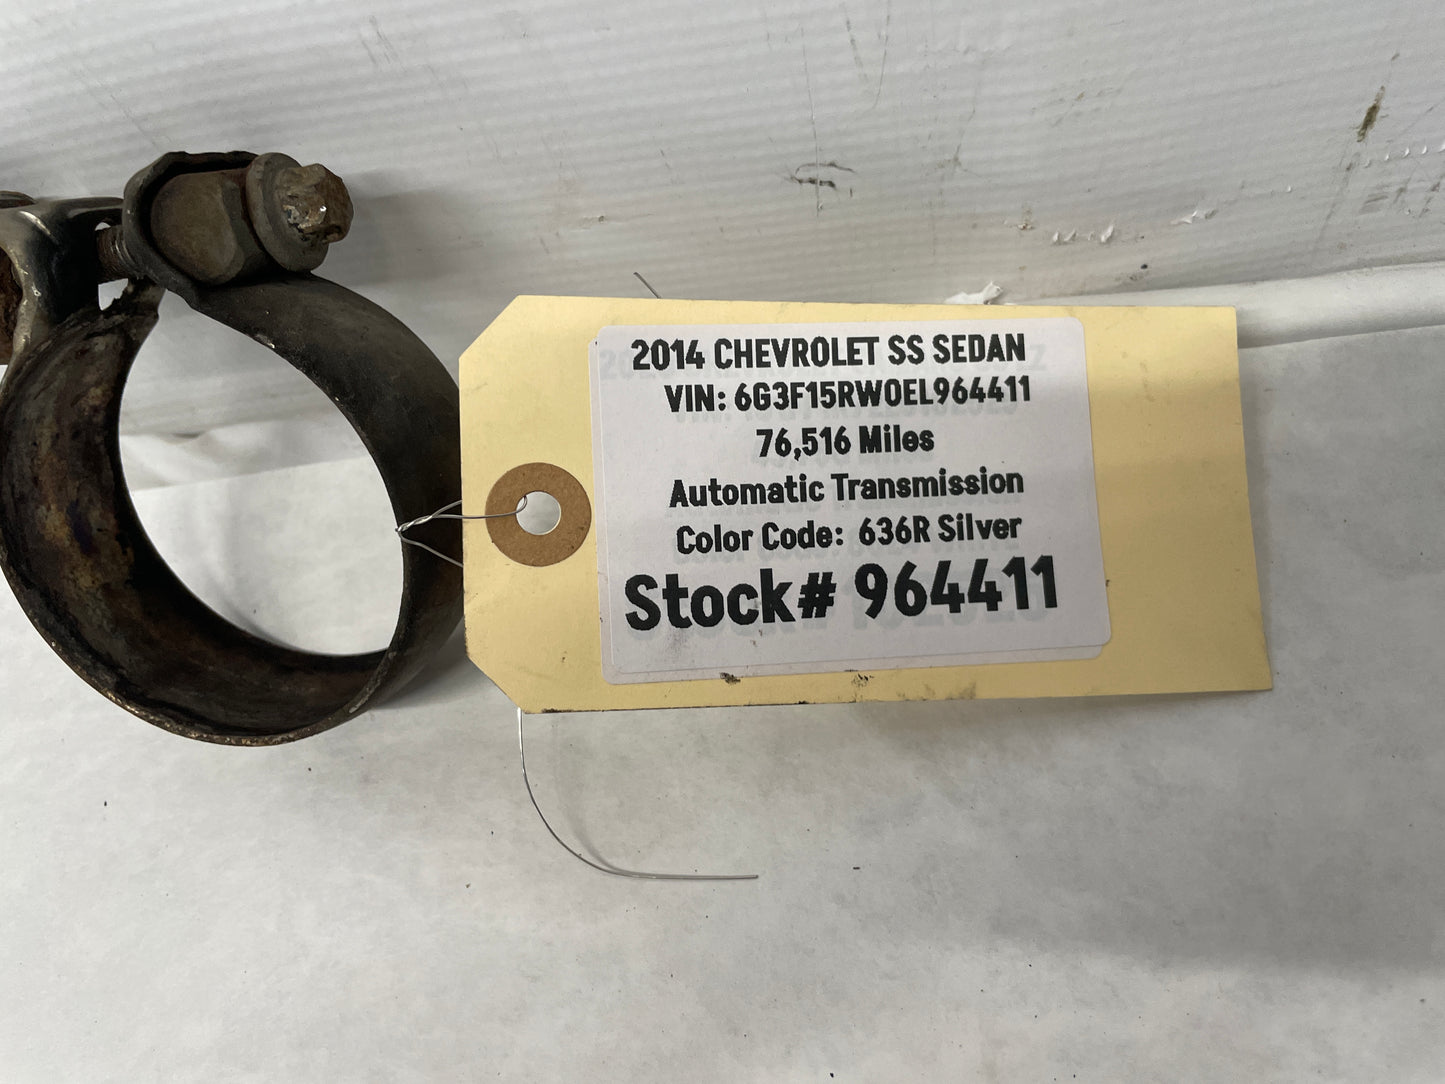 2014 CHEVROLET SS SEDAN
VIN: 6G3F15RW0EL964411
76,516 Miles
Automatic Transmission
Color Code: 636R Silver
Stock# 964411